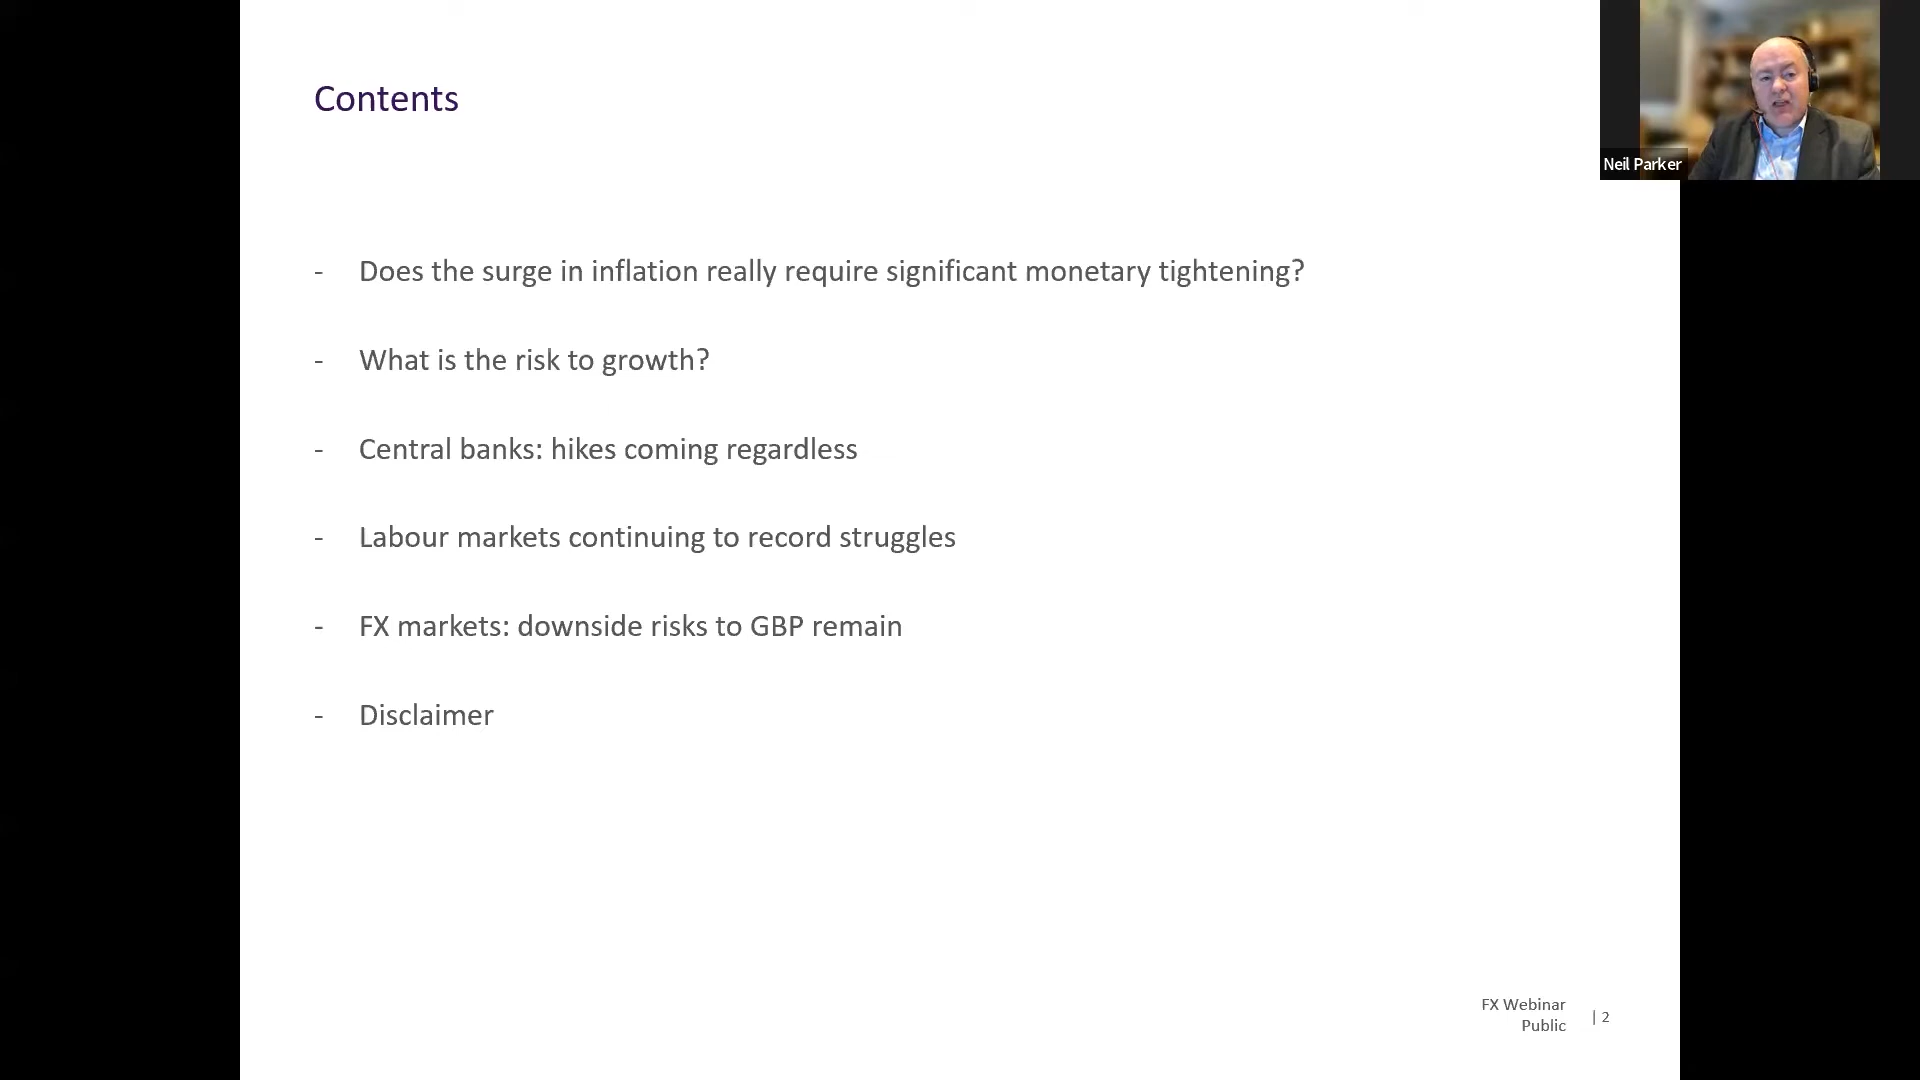 Contents
Neil Parker
- Does the surge in inflation really require significant monetary tightening?
- What is the risk to growth?
- Central banks: hikes coming regardless
- Labour markets continuing to record struggles
- FX markets: downside risks to GBP remain
- Disclaimer
FX Webinar
Public
| 2